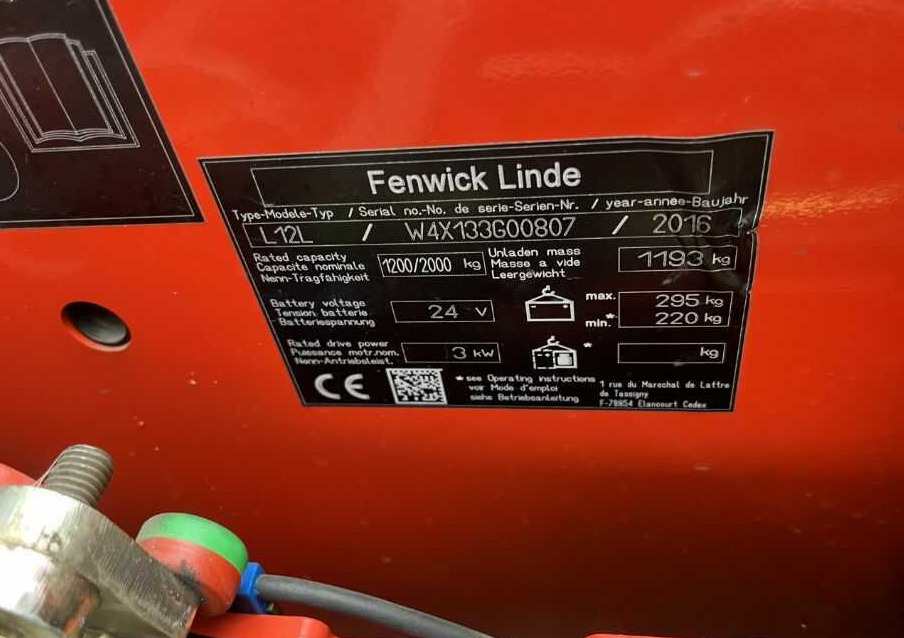 Fenwick Linde
Type-Modele-Typ / Serial no.-No. de serie-Serien-Nr. / year-annee-Baujahr
L12L / W4X133G00807 / 2016
Rated capacity
Capacite nominale
Nenn-Tragfahigkeit
1200/2000 kg
Unladen mass
Masse a vide
Leergewicht
1193 kg
Battery voltage
Tension batterie
Batteriespannung
24 V
max. 295 kg
min.* 220 kg
Rated drive power
Puissance motr.nom.
Nenn-Antriebsleist.
3 kW
* kg
CE
* see Operating instructions
voir Mode d'emploi
siehe Betriebsanleitung
1 rue du Marechal de Lattre
de Tassigny
F-78854 Elancourt Cedex